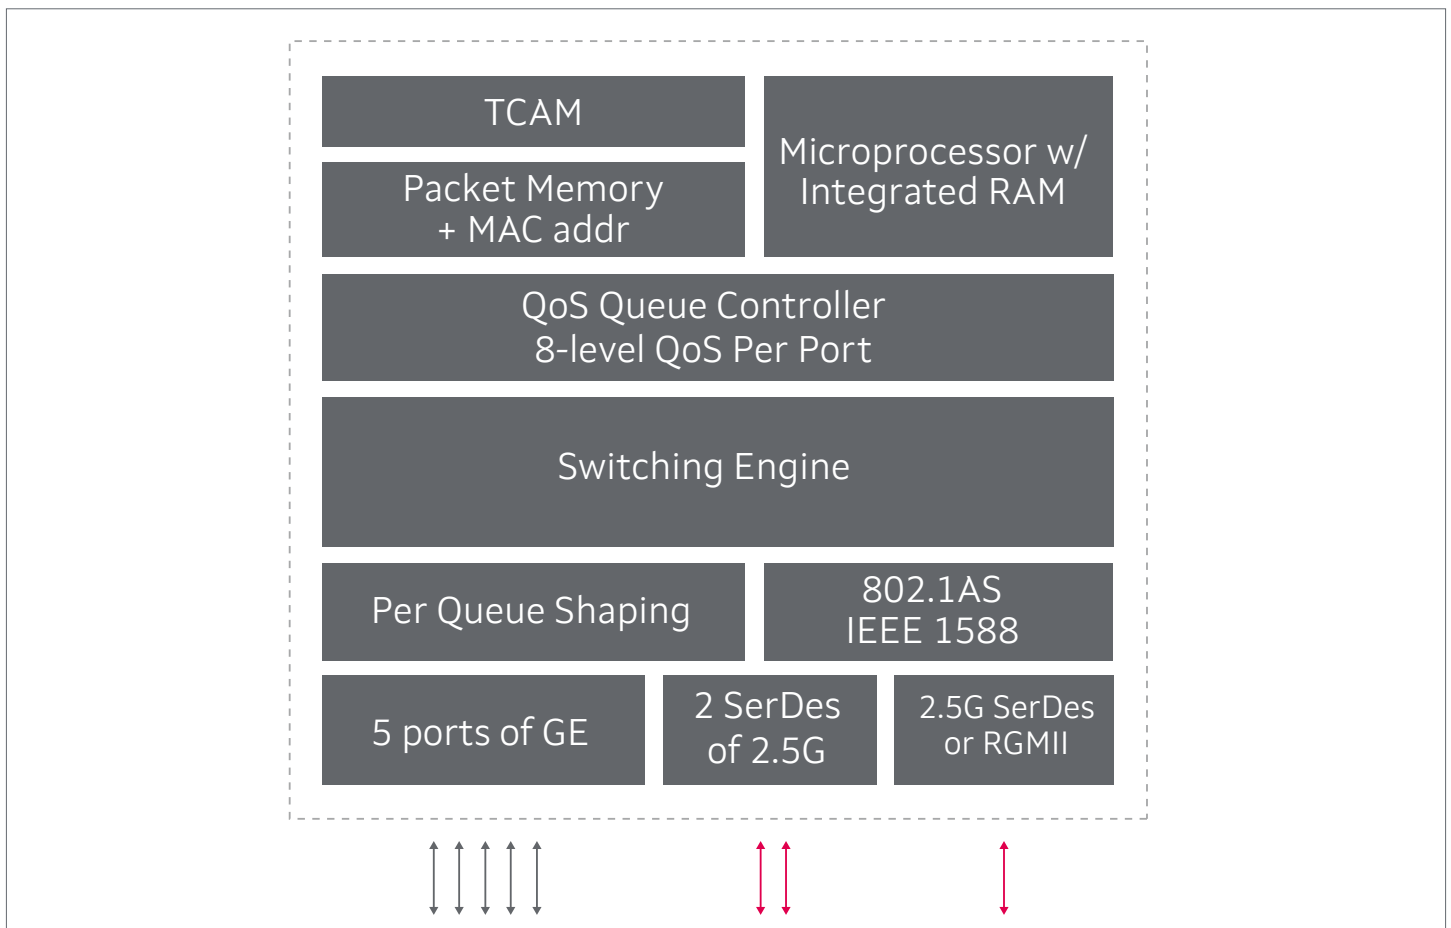 TCAM
Packet Memory
+ MAC addr
Microprocessor w/
Integrated RAM
QoS Queue Controller
8-level QoS Per Port
Switching Engine
Per Queue Shaping
802.1AS
IEEE 1588
5 ports of GE
2 SerDes
of 2.5G
2.5G SerDes
or RGMII